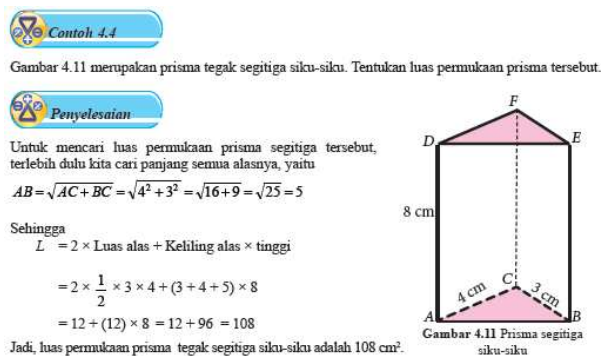 Contoh 4.4
Gambar 4.11 merupakan prisma tegak segitiga siku-siku. Tentukan luas permukaan prisma tersebut.
Penyelesaian
Untuk mencari luas permukaan prisma segitiga tersebut,
terlebih dulu kita cari panjang semua alasnya, yaitu
AB = √(AC + BC) = √(4² + 3²) = √(16+9) = √25 = 5
Sehingga
L = 2 × Luas alas + Keliling alas × tinggi
= 2 × 1/2 × 3 × 4 + (3 + 4 + 5) × 8
= 12 + (12) × 8 = 12 + 96 = 108
Jadi, luas permukaan prisma tegak segitiga siku-siku adalah 108 cm².
F
D
E
8 cm
C
4 cm
3 cm
A
B
Gambar 4.11 Prisma segitiga
siku-siku